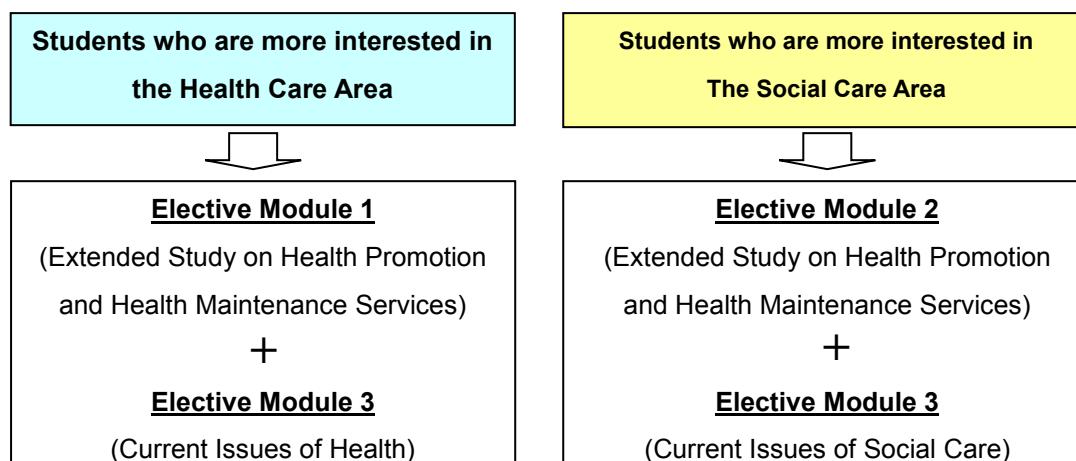 Students who are more interested in
the Health Care Area
Elective Module 1
(Extended Study on Health Promotion
and Health Maintenance Services)
+
Elective Module 3
(Current Issues of Health)
Students who are more interested in
The Social Care Area
Elective Module 2
(Extended Study on Health Promotion
and Health Maintenance Services)
+
Elective Module 3
(Current Issues of Social Care)